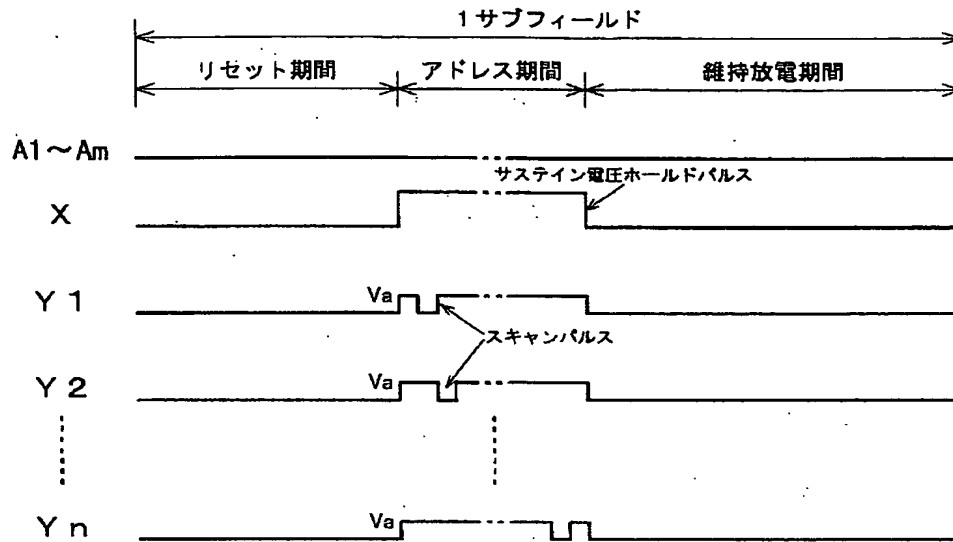 1サブフィールド
リセット期間 アドレス期間 維持放電期間
A1～Am
サステイン電圧ホールドパルス
X
Y1 Va
スキャンパルス
Y2 Va
Yn Va